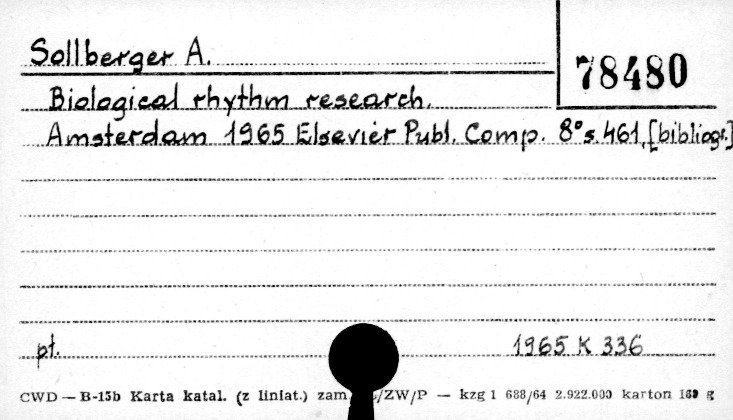 Sollberger A.
78480
Biological rhythm research.
Amsterdam 1965 Elsevier Publ. Comp. 8° s. 461, [bibliogr.]
pł. 1965 K 336
CWD — B-15b Karta katal. (z liniat.) zam. /ZW/P — kzg 1 688/64 2.922.000 karton g